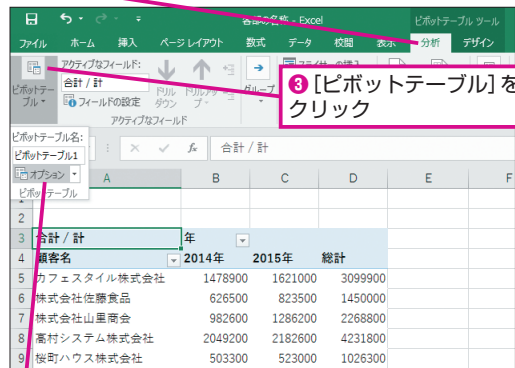 各部の名称 - Excel ピボットテーブル ツール
ファイル ホーム 挿入 ページ レイアウト 数式 データ 校閲 表示 分析 デザイン
ピボットテー
ブル
アクティブなフィールド:
合計 / 計
フィールドの設定
ドリル
ダウン
グループ
アクティブなフィールド
❸[ピボットテーブル]を
クリック
ピボットテーブル名:
ピボットテーブル1
オプション
ピボットテーブル
fx 合計 / 計
A B C D E F
2
3 合計 / 計 年
4 顧客名 2014年 2015年 総計
5 カフェスタイル株式会社 1478900 1621000 3099900
6 株式会社佐藤食品 626500 823500 1450000
7 株式会社山里商会 982600 1286200 2268800
8 高村システム株式会社 2049200 2182600 4231800
9 桜町ハウス株式会社 503300 523000 1026300